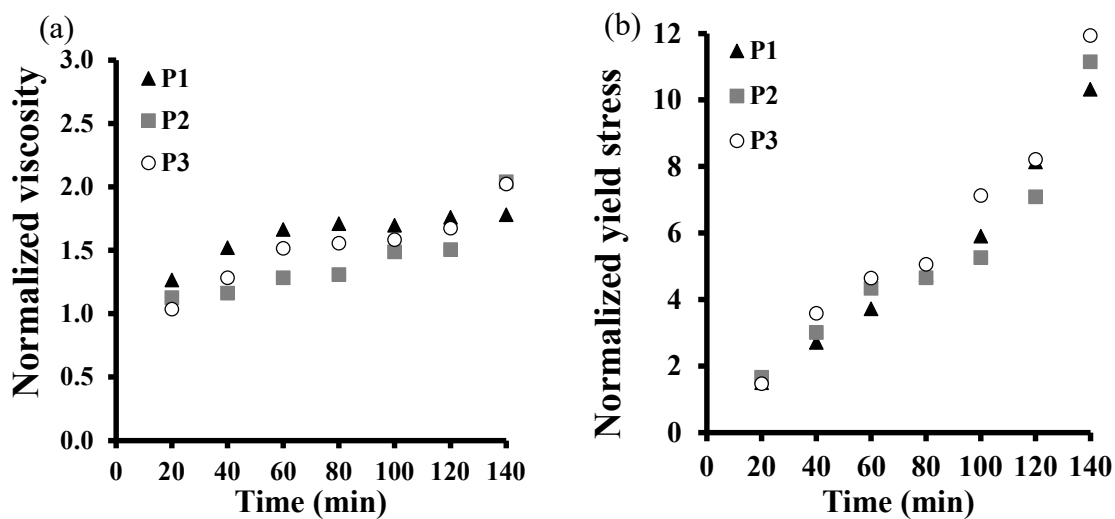 (a)
Normalized viscosity
3.0
2.5
2.0
1.5
1.0
0.5
0.0
P1
P2
P3
0 20 40 60 80 100 120 140
Time (min)
(b)
Normalized yield stress
12
10
8
6
4
2
0
P1
P2
P3
0 20 40 60 80 100 120 140
Time (min)